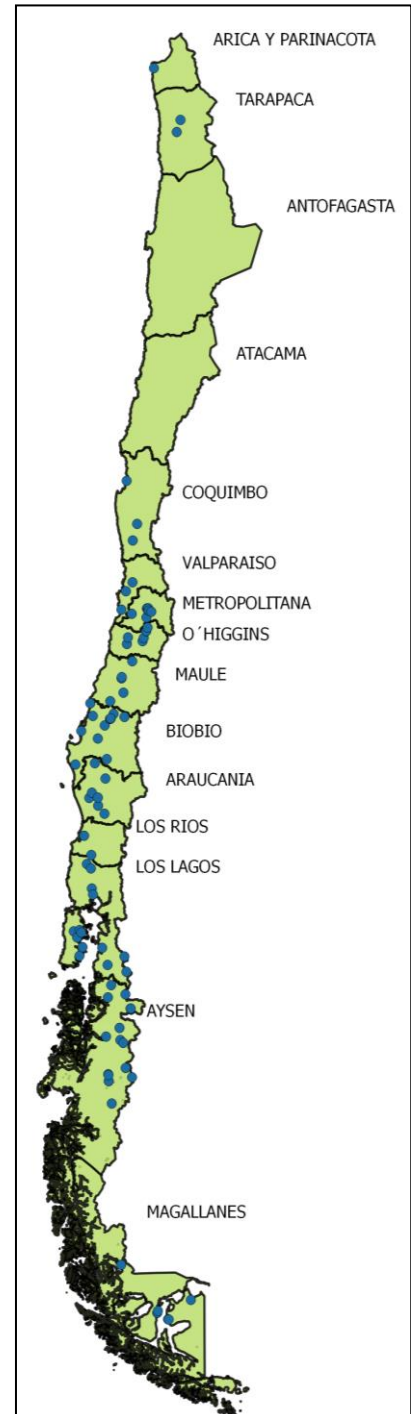 ARICA Y PARINACOTA
TARAPACA
ANTOFAGASTA
ATACAMA
COQUIMBO
VALPARAISO
METROPOLITANA
O´HIGGINS
MAULE
BIOBIO
ARAUCANIA
LOS RIOS
LOS LAGOS
AYSEN
MAGALLANES